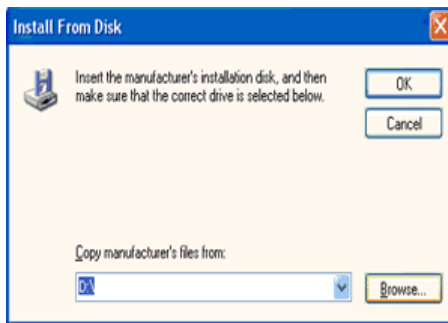 Install From Disk
Insert the manufacturer's installation disk, and then
make sure that the correct drive is selected below.
OK
Cancel
Copy manufacturer's files from:
D:\
Browse...